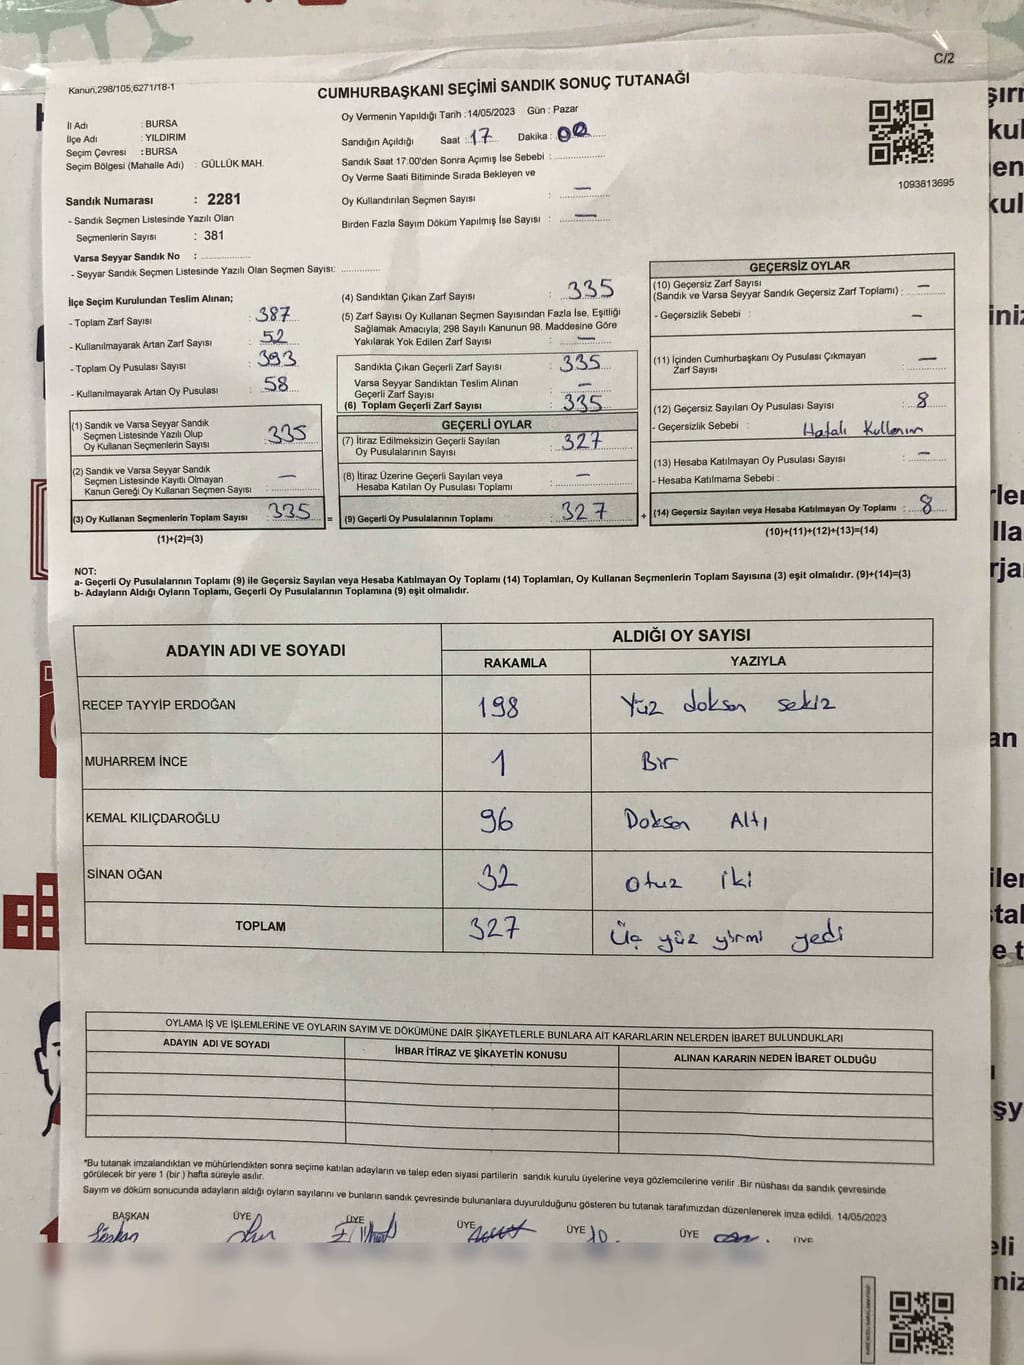 C/2
Kanun,298/105,6271/18-1
CUMHURBAŞKANI SEÇİMİ SANDIK SONUÇ TUTANAĞI
İl Adı : BURSA
İlçe Adı : YILDIRIM
Seçim Çevresi : BURSA
Seçim Bölgesi (Mahalle Adı) : GÜLLÜK MAH.
Sandık Numarası : 2281
- Sandık Seçmen Listesinde Yazılı Olan
Seçmenlerin Sayısı : 381
Varsa Seyyar Sandık No :
- Seyyar Sandık Seçmen Listesinde Yazılı Olan Seçmen Sayısı:
Oy Vermenin Yapıldığı Tarih :14/05/2023 Gün : Pazar
Sandığın Açıldığı Saat : 17 Dakika : 00
Sandık Saat 17:00'den Sonra Açımış İse Sebebi :
Oy Verme Saati Bitiminde Sırada Bekleyen ve
Oy Kullandırılan Seçmen Sayısı : —
Birden Fazla Sayım Döküm Yapılmış İse Sayısı : —
1093813695
İlçe Seçim Kurulundan Teslim Alınan;
- Toplam Zarf Sayısı : 387
- Kullanılmayarak Artan Zarf Sayısı : 52
- Toplam Oy Pusulası Sayısı : 393
- Kullanılmayarak Artan Oy Pusulası : 58
(1) Sandık ve Varsa Seyyar Sandık
Seçmen Listesinde Yazılı Olup
Oy Kullanan Seçmenlerin Sayısı : 335
(2) Sandık ve Varsa Seyyar Sandık
Seçmen Listesinde Kayıtlı Olmayan
Kanun Gereği Oy Kullanan Seçmen Sayısı : —
(3) Oy Kullanan Seçmenlerin Toplam Sayısı : 335
(1)+(2)=(3)
(4) Sandıktan Çıkan Zarf Sayısı : 335
(5) Zarf Sayısı Oy Kullanan Seçmen Sayısından Fazla İse, Eşitliği
Sağlamak Amacıyla; 298 Sayılı Kanunun 98. Maddesine Göre
Yakılarak Yok Edilen Zarf Sayısı : —
Sandıkta Çıkan Geçerli Zarf Sayısı : 335
Varsa Seyyar Sandıktan Teslim Alınan
Geçerli Zarf Sayısı : —
(6) Toplam Geçerli Zarf Sayısı : 335
GEÇERLİ OYLAR
(7) İtiraz Edilmeksizin Geçerli Sayılan
Oy Pusulalarının Sayısı : 327
(8) İtiraz Üzerine Geçerli Sayılan veya
Hesaba Katılan Oy Pusulası Toplamı : —
= (9) Geçerli Oy Pusulalarının Toplamı : 327
GEÇERSİZ OYLAR
(10) Geçersiz Zarf Sayısı
(Sandık ve Varsa Seyyar Sandık Geçersiz Zarf Toplamı) : —
- Geçersizlik Sebebi : —
(11) İçinden Cumhurbaşkanı Oy Pusulası Çıkmayan
Zarf Sayısı : —
(12) Geçersiz Sayılan Oy Pusulası Sayısı : 8
- Geçersizlik Sebebi : Hatalı Kullanım
(13) Hesaba Katılmayan Oy Pusulası Sayısı : —
- Hesaba Katılmama Sebebi :
+ (14) Geçersiz Sayılan veya Hesaba Katılmayan Oy Toplamı : 8
(10)+(11)+(12)+(13)=(14)
NOT:
a- Geçerli Oy Pusulalarının Toplamı (9) ile Geçersiz Sayılan veya Hesaba Katılmayan Oy Toplamı (14) Toplamları, Oy Kullanan Seçmenlerin Toplam Sayısına (3) eşit olmalıdır. (9)+(14)=(3)
b- Adayların Aldığı Oyların Toplamı, Geçerli Oy Pusulalarının Toplamına (9) eşit olmalıdır.
ADAYIN ADI VE SOYADI ALDIĞI OY SAYISI
RAKAMLA YAZIYLA
RECEP TAYYİP ERDOĞAN 198 Yüz doksan sekiz
MUHARREM İNCE 1 Bir
KEMAL KILIÇDAROĞLU 96 Doksan Altı
SİNAN OĞAN 32 otuz iki
TOPLAM 327 Üç yüz yirmi yedi
OYLAMA İŞ VE İŞLEMLERİNE VE OYLARIN SAYIM VE DÖKÜMÜNE DAİR ŞİKAYETLERLE BUNLARA AİT KARARLARIN NELERDEN İBARET BULUNDUKLARI
ADAYIN ADI VE SOYADI İHBAR İTİRAZ VE ŞİKAYETİN KONUSU ALINAN KARARIN NEDEN İBARET OLDUĞU
*Bu tutanak imzalandıktan ve mühürlendikten sonra seçime katılan adayların ve talep eden siyasi partilerin sandık kurulu üyelerine veya gözlemcilerine verilir .Bir nüshası da sandık çevresinde
görülecek bir yere 1 (bir ) hafta süreyle asılır.
Sayım ve döküm sonucunda adayların aldığı oyların sayılarını ve bunların sandık çevresinde bulunanlara duyurulduğunu gösteren bu tutanak tarafımızdan düzenlenerek imza edildi. 14/05/2023
BAŞKAN ÜYE ÜYE ÜYE ÜYE ÜYE ÜYE